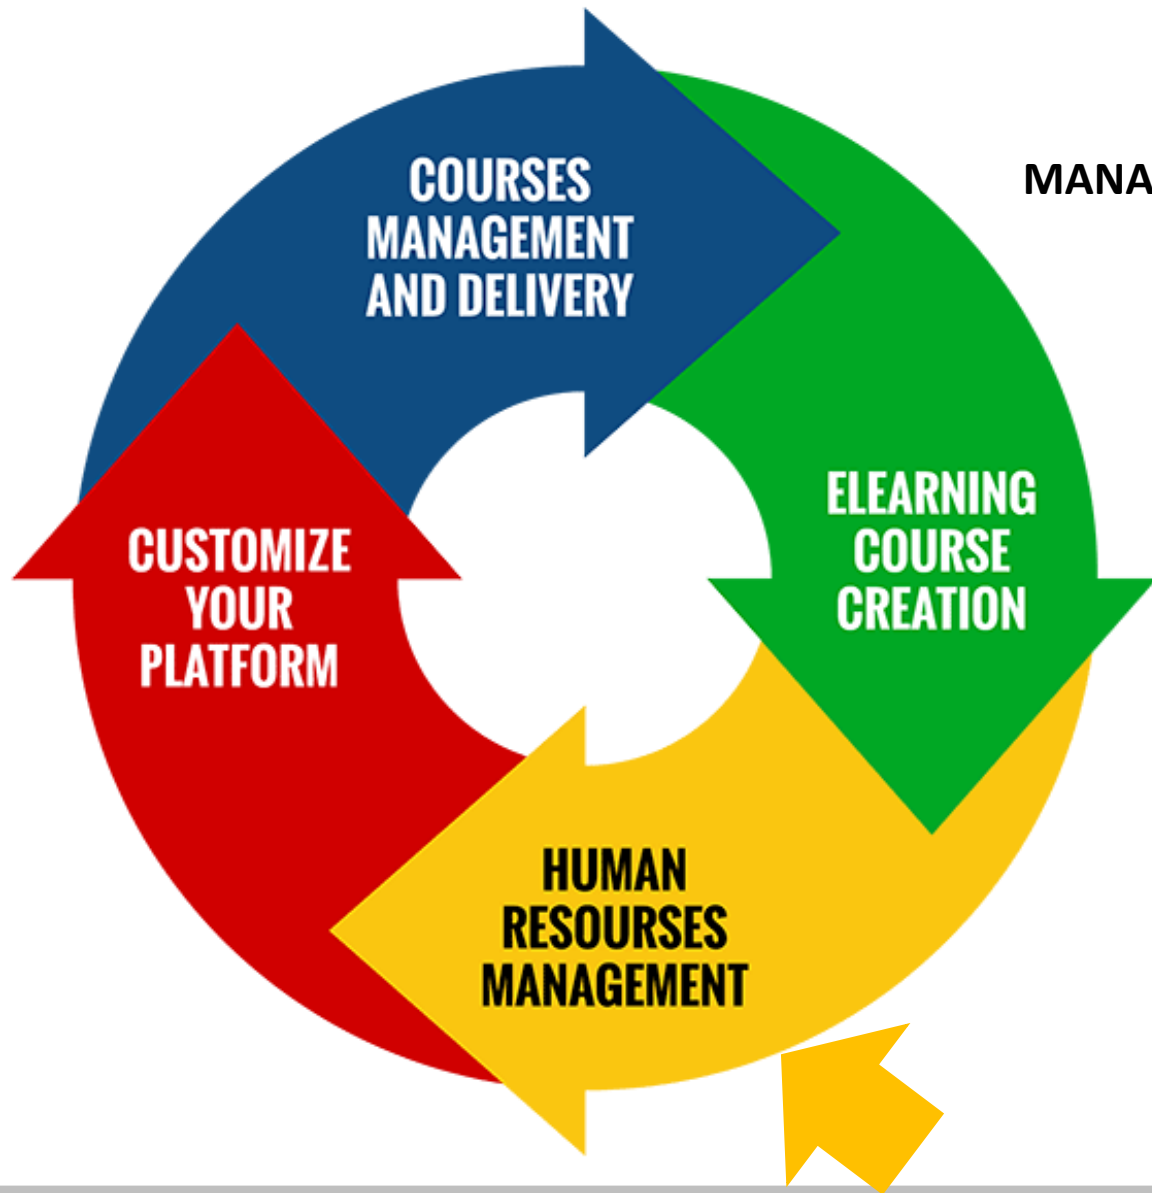 COURSES
MANAGEMENT
AND DELIVERY
MANA
ELEARNING
COURSE
CREATION
CUSTOMIZE
YOUR
PLATFORM
HUMAN
RESOURSES
MANAGEMENT